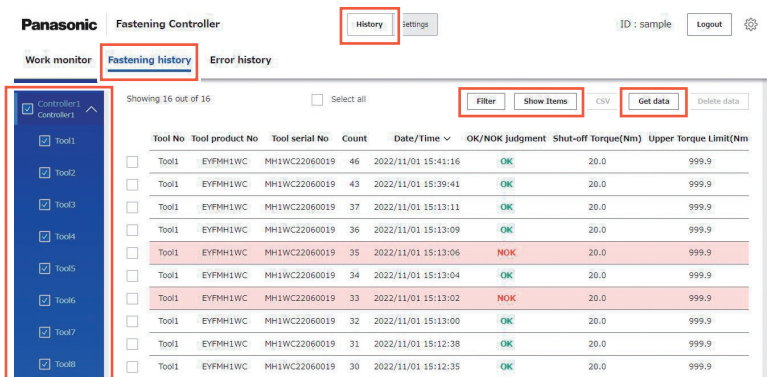 Panasonic Fastening Controller History Settings ID : sample Logout
Work monitor Fastening history Error history
Controller1
Controller1
Tool1
Tool2
Tool3
Tool4
Tool5
Tool6
Tool7
Tool8
Showing 16 out of 16 Select all Filter Show Items CSV Get data Delete data
Tool No Tool product No Tool serial No Count Date/Time OK/NOK judgment Shut-off Torque(Nm) Upper Torque Limit(Nm
Tool1 EYFMH1WC MH1WC22060019 46 2022/11/01 15:41:16 OK 20.0 999.9
Tool1 EYFMH1WC MH1WC22060019 43 2022/11/01 15:39:41 OK 20.0 999.9
Tool1 EYFMH1WC MH1WC22060019 37 2022/11/01 15:13:11 OK 20.0 999.9
Tool1 EYFMH1WC MH1WC22060019 36 2022/11/01 15:13:09 OK 20.0 999.9
Tool1 EYFMH1WC MH1WC22060019 35 2022/11/01 15:13:06 NOK 20.0 999.9
Tool1 EYFMH1WC MH1WC22060019 34 2022/11/01 15:13:04 OK 20.0 999.9
Tool1 EYFMH1WC MH1WC22060019 33 2022/11/01 15:13:02 NOK 20.0 999.9
Tool1 EYFMH1WC MH1WC22060019 32 2022/11/01 15:13:00 OK 20.0 999.9
Tool1 EYFMH1WC MH1WC22060019 31 2022/11/01 15:12:38 OK 20.0 999.9
Tool1 EYFMH1WC MH1WC22060019 30 2022/11/01 15:12:35 OK 20.0 999.9